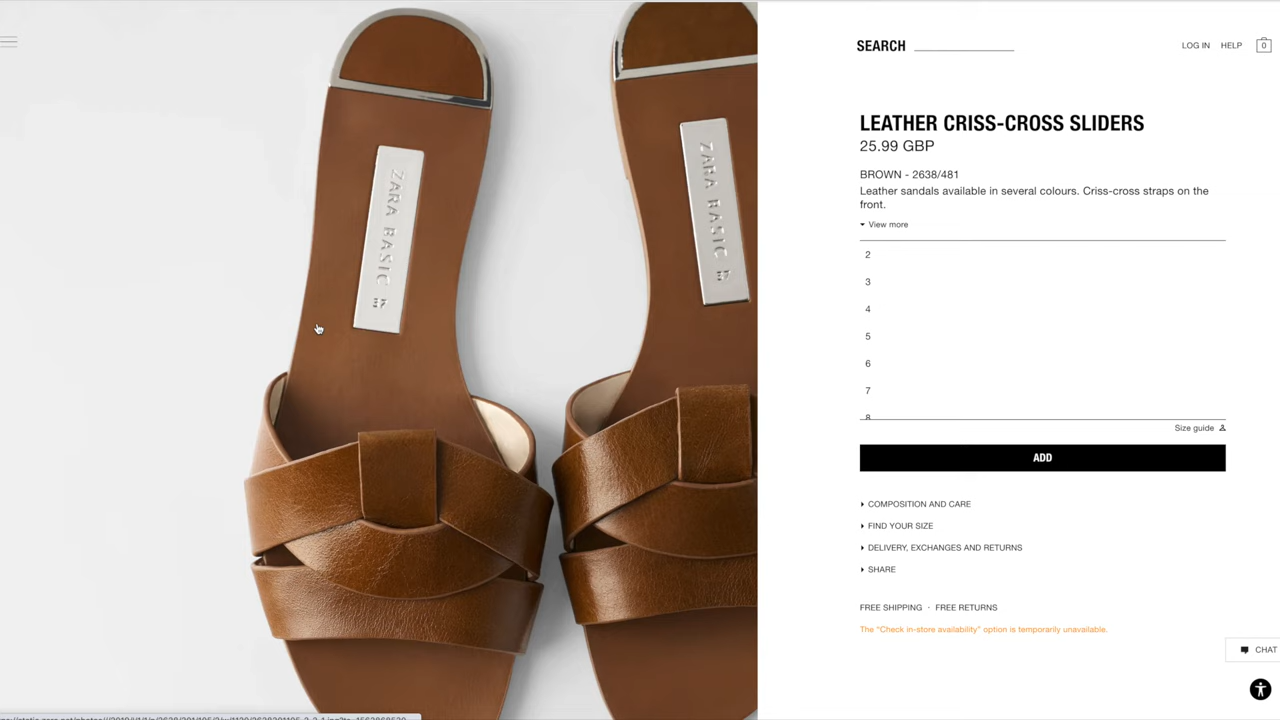 SEARCH
LOG IN
HELP
0
LEATHER CRISS-CROSS SLIDERS
25.99 GBP
BROWN - 2638/481
Leather sandals available in several colours. Criss-cross straps on the
front.
View more
2
3
4
5
6
7
8
Size guide
ADD
COMPOSITION AND CARE
FIND YOUR SIZE
DELIVERY, EXCHANGES AND RETURNS
SHARE
FREE SHIPPING · FREE RETURNS
The "Check in-store availability" option is temporarily unavailable.
CHAT
ZARA BASIC 37
ZARA BASIC 37